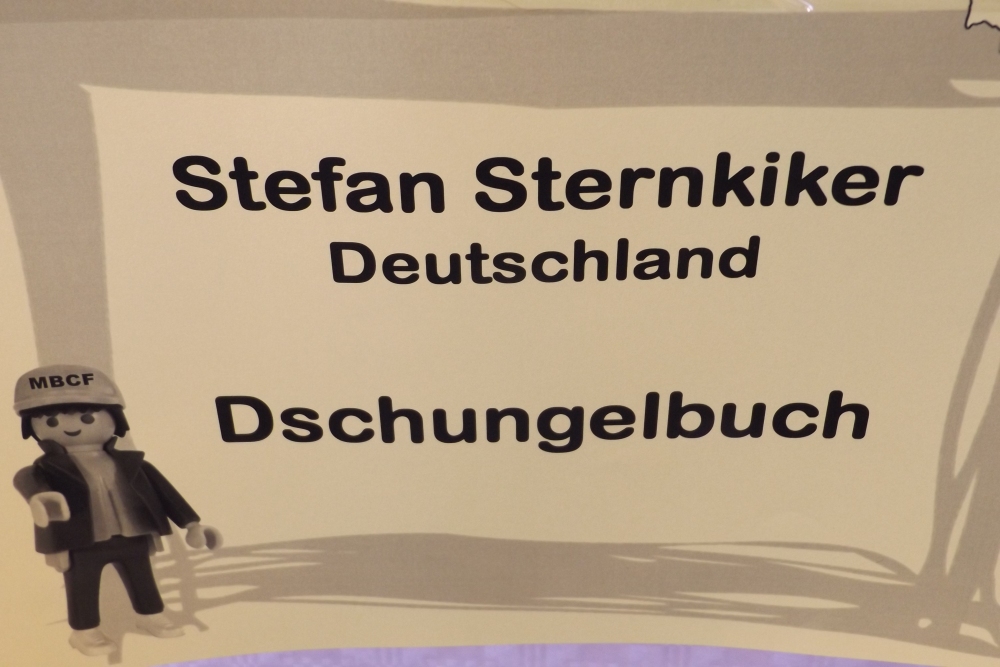 Stefan Sternkiker
Deutschland
Dschungelbuch
MBCF